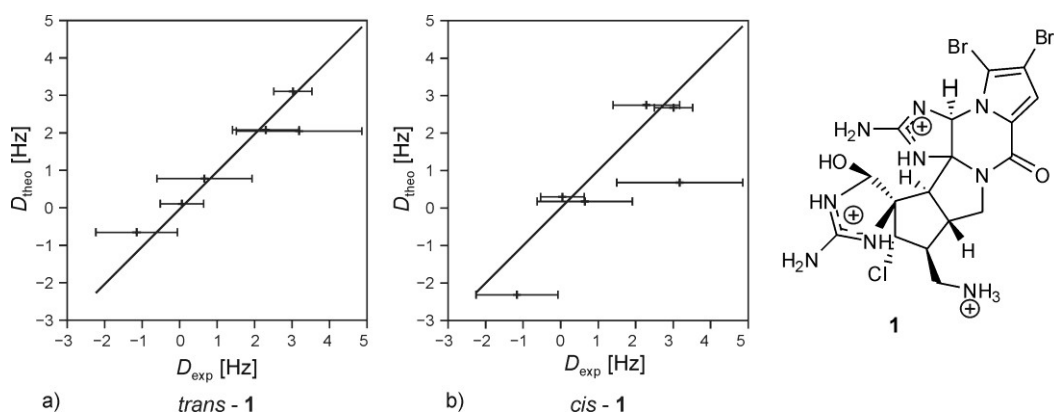 5
4
3
2
1
0
−1
−2
−3
D_theo [Hz]
−3 −2 −1 0 1 2 3 4 5
D_exp [Hz]
a) trans - 1
5
4
3
2
1
0
−1
−2
−3
D_theo [Hz]
−3 −2 −1 0 1 2 3 4 5
D_exp [Hz]
b) cis - 1
Br
Br
H
N
N
H₂N
+
NH
N
O
HO
H
HN
+
NH
H
H₂N
Cl
NH₃
+
1